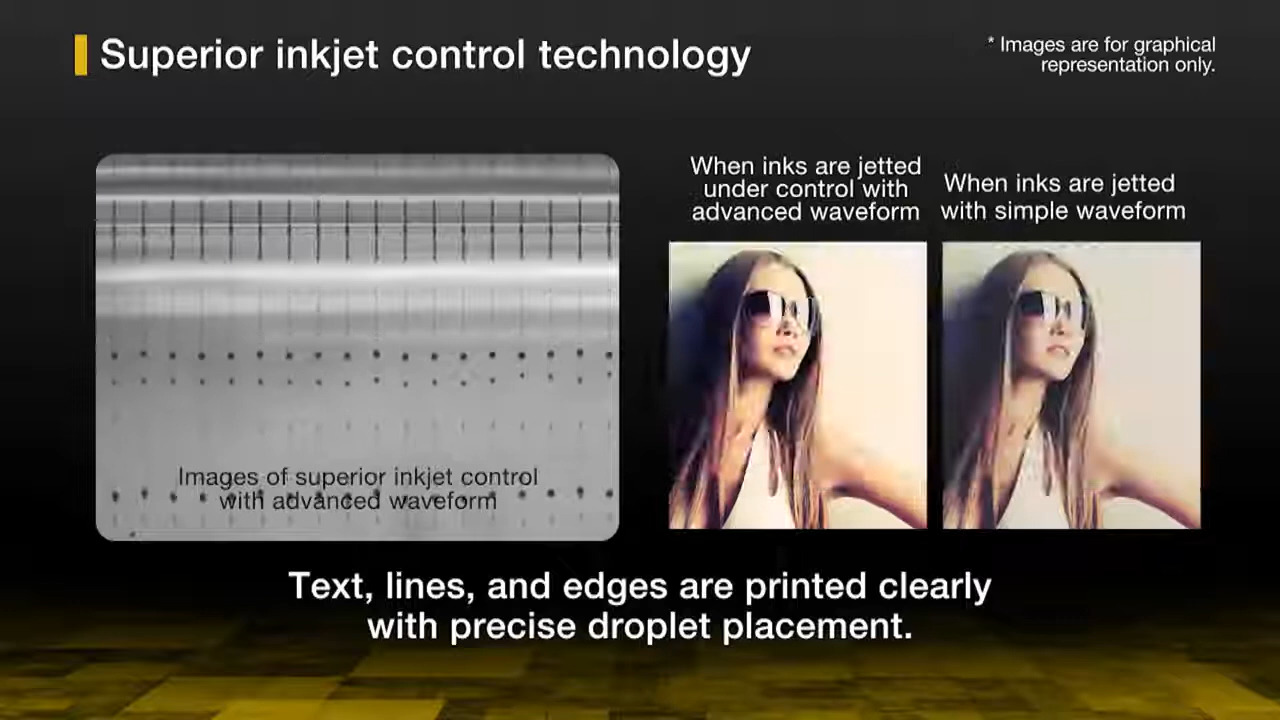 Superior inkjet control technology
* Images are for graphical
representation only.
When inks are jetted
under control with
advanced waveform
When inks are jetted
with simple waveform
Images of superior inkjet control
with advanced waveform
Text, lines, and edges are printed clearly
with precise droplet placement.